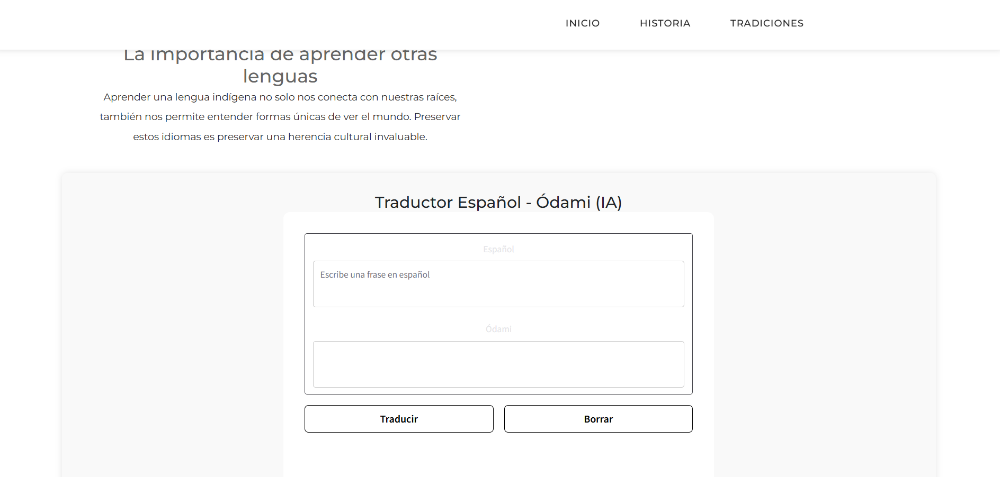 INICIO HISTORIA TRADICIONES
La importancia de aprender otras
lenguas
Aprender una lengua indígena no solo nos conecta con nuestras raíces,
también nos permite entender formas únicas de ver el mundo. Preservar
estos idiomas es preservar una herencia cultural invaluable.
Traductor Español - Ódami (IA)
Español
Escribe una frase en español
Ódami
Traducir Borrar